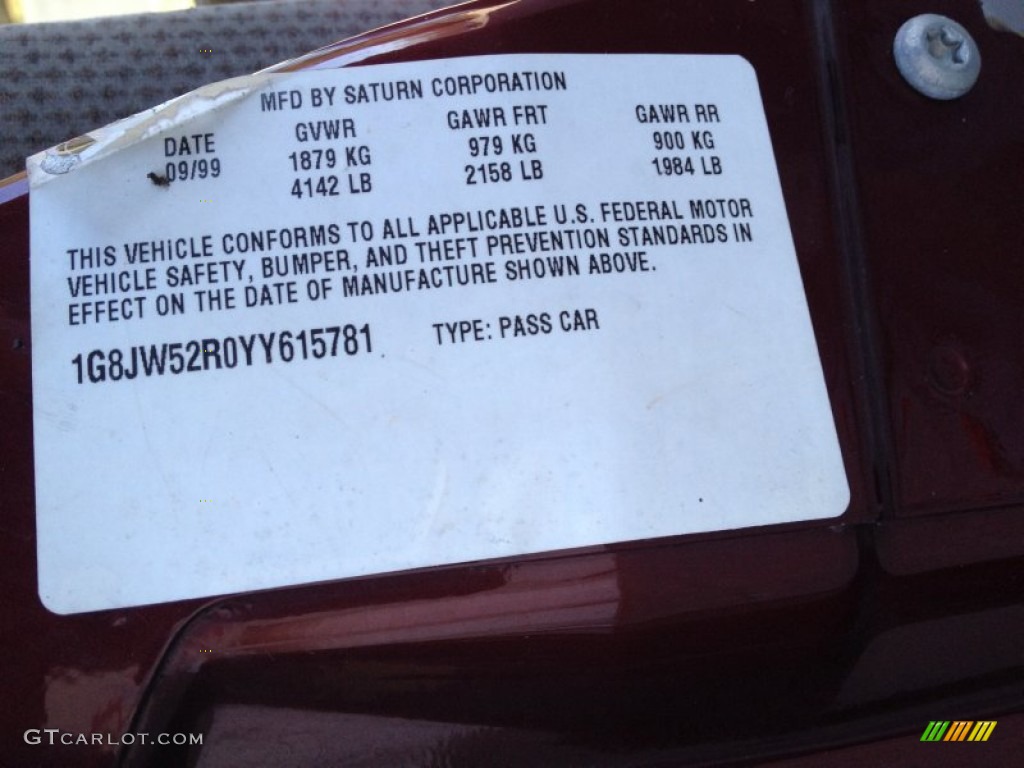 MFD BY SATURN CORPORATION
DATE GVWR GAWR FRT GAWR RR
09/99 1879 KG 979 KG 900 KG
4142 LB 2158 LB 1984 LB
THIS VEHICLE CONFORMS TO ALL APPLICABLE U.S. FEDERAL MOTOR
VEHICLE SAFETY, BUMPER, AND THEFT PREVENTION STANDARDS IN
EFFECT ON THE DATE OF MANUFACTURE SHOWN ABOVE.
1G8JW52R0YY615781 TYPE: PASS CAR
GTCARLOT.COM